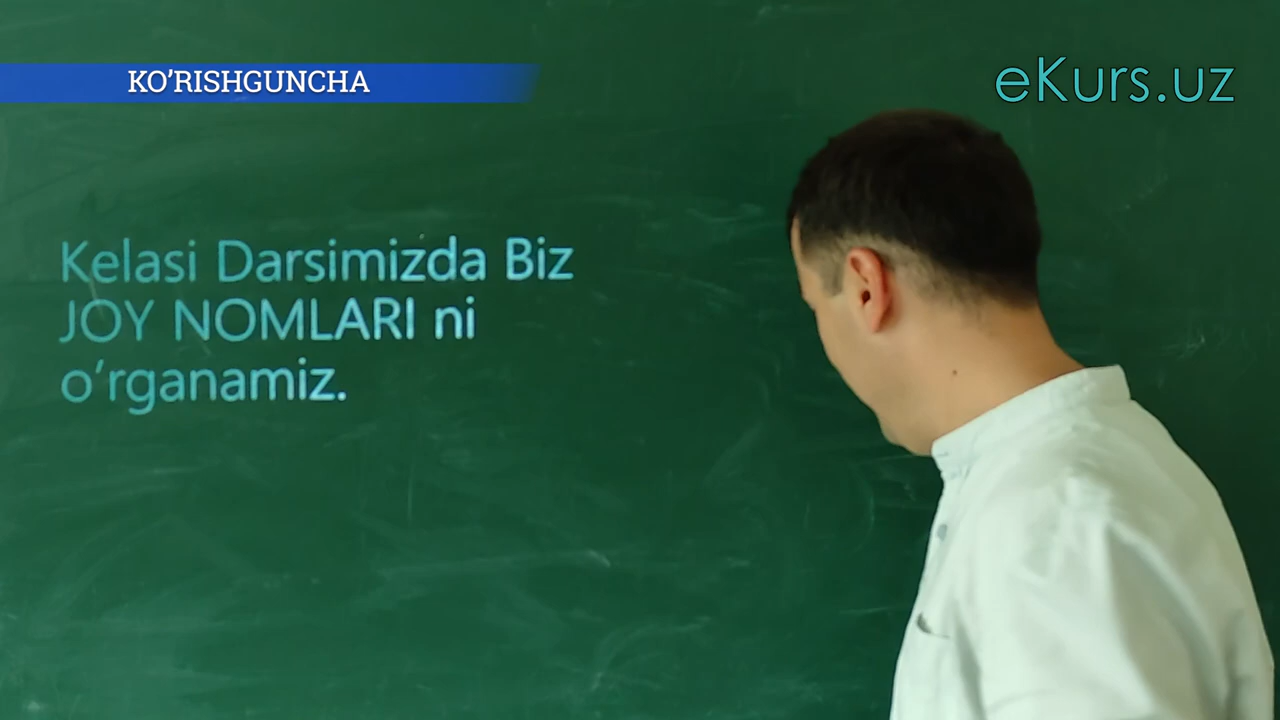 KO’RISHGUNCHA
eKurs.uz
Kelasi Darsimizda Biz
JOY NOMLARI ni
o‘rganamiz.